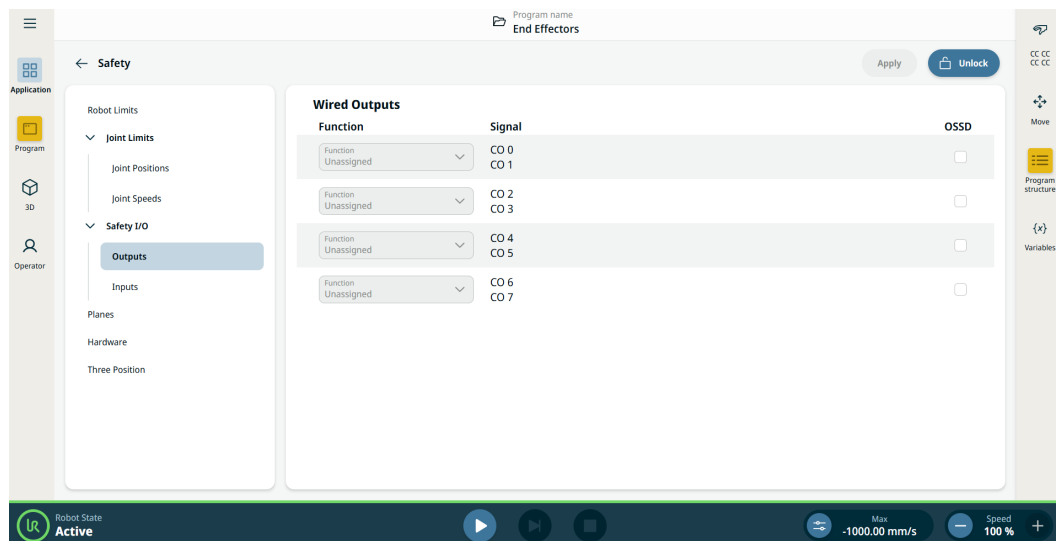 Program name
End Effectors
Safety
Apply
Unlock
Application
Program
3D
Operator
Robot Limits
Joint Limits
Joint Positions
Joint Speeds
Safety I/O
Outputs
Inputs
Planes
Hardware
Three Position
Wired Outputs
Function Signal OSSD
Function
Unassigned
CO 0
CO 1
Function
Unassigned
CO 2
CO 3
Function
Unassigned
CO 4
CO 5
Function
Unassigned
CO 6
CO 7
CC CC
CC CC
Move
Program
structure
{x}
Variables
UR
Robot State
Active
Max
-1000.00 mm/s
Speed
100 %